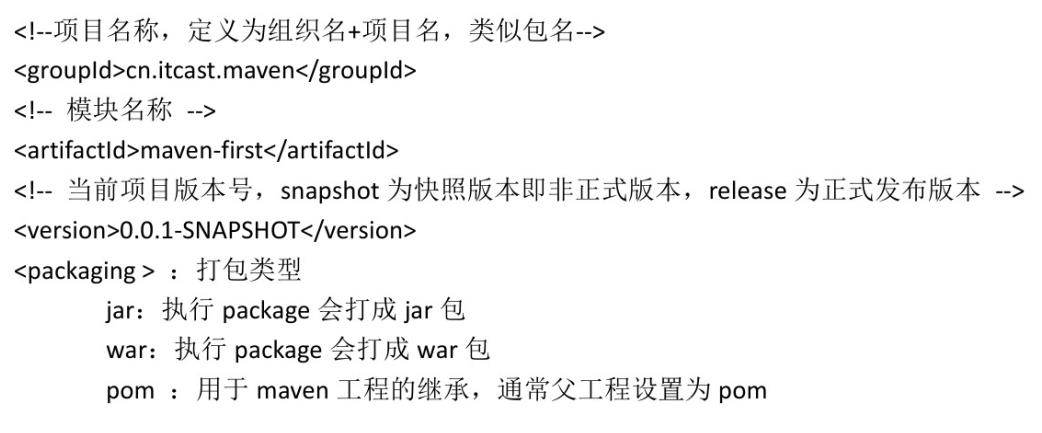 <!--项目名称，定义为组织名+项目名，类似包名-->
<groupId>cn.itcast.maven</groupId>
<!-- 模块名称 -->
<artifactId>maven-first</artifactId>
<!-- 当前项目版本号，snapshot 为快照版本即非正式版本，release 为正式发布版本 -->
<version>0.0.1-SNAPSHOT</version>
<packaging > ：打包类型
jar：执行 package 会打成 jar 包
war：执行 package 会打成 war 包
pom ：用于 maven 工程的继承，通常父工程设置为 pom